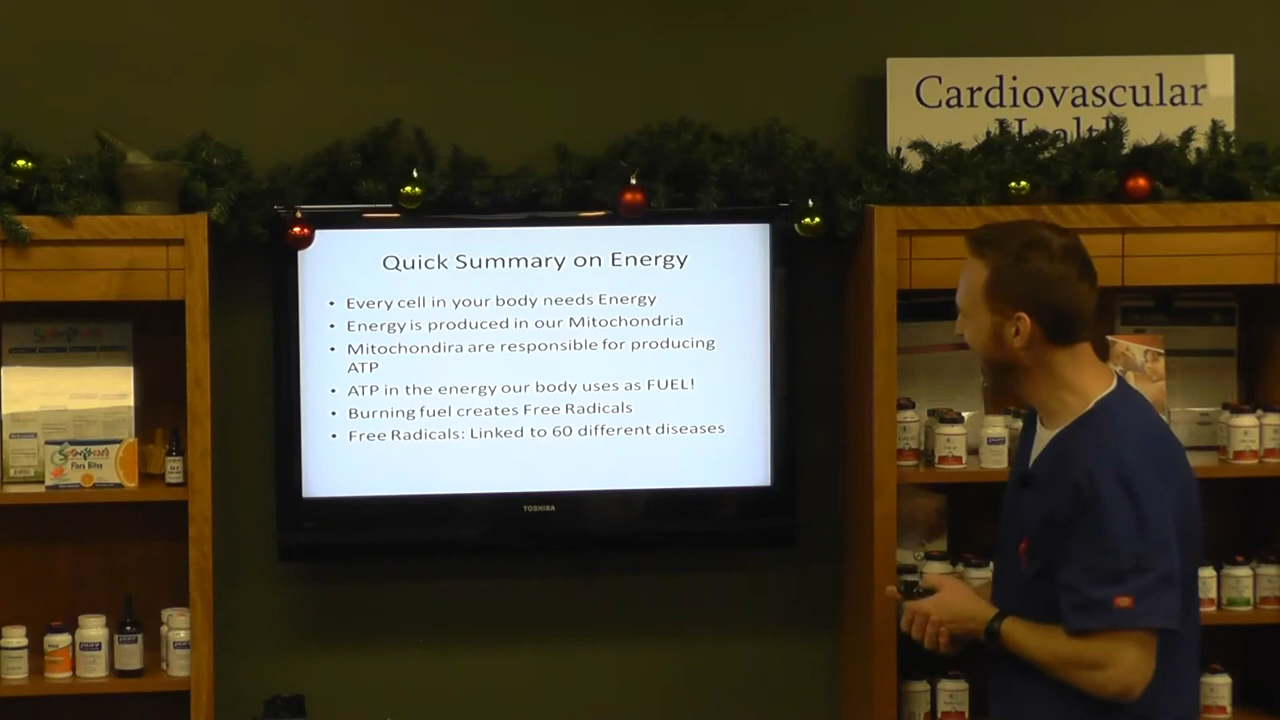 Cardiovascular
Health
Quick Summary on Energy
• Every cell in your body needs Energy
• Energy is produced in our Mitochondria
• Mitochondira are responsible for producing
ATP
• ATP in the energy our body uses as FUEL!
• Burning fuel creates Free Radicals
• Free Radicals: Linked to 60 different diseases
TOSHIBA
Flora Bites